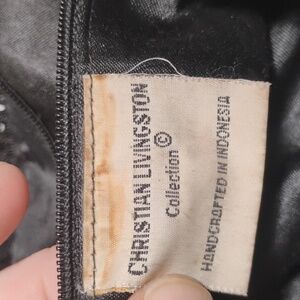 CHRISTIAN LIVINGSTON
©
Collection
HANDCRAFTED IN INDONESIA